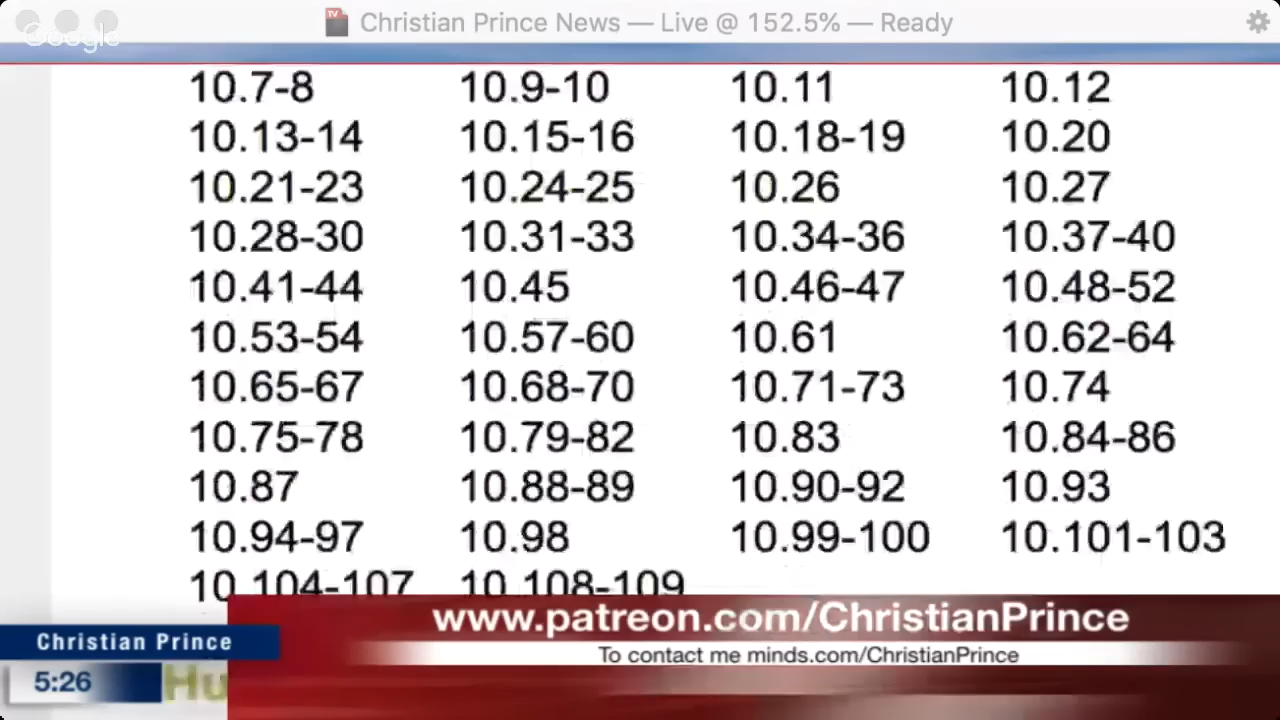 Christian Prince News — Live @ 152.5% — Ready
Google
10.7-8 10.9-10 10.11 10.12
10.13-14 10.15-16 10.18-19 10.20
10.21-23 10.24-25 10.26 10.27
10.28-30 10.31-33 10.34-36 10.37-40
10.41-44 10.45 10.46-47 10.48-52
10.53-54 10.57-60 10.61 10.62-64
10.65-67 10.68-70 10.71-73 10.74
10.75-78 10.79-82 10.83 10.84-86
10.87 10.88-89 10.90-92 10.93
10.94-97 10.98 10.99-100 10.101-103
10.104-107 10.108-109
www.patreon.com/ChristianPrince
Christian Prince
To contact me minds.com/ChristianPrince
5:26
Hu